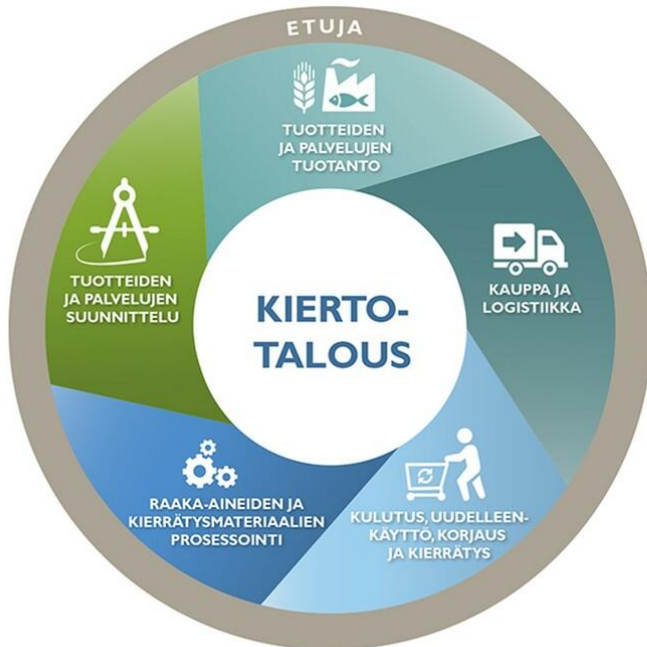 ETUJA
TUOTTEIDEN
JA PALVELUJEN
TUOTANTO
KAUPPA JA
LOGISTIIKKA
KULUTUS, UUDELLEEN-
KÄYTTÖ, KORJAUS
JA KIERRÄTYS
RAAKA-AINEIDEN JA
KIERRÄTYSMATERIAALIEN
PROSESSOINTI
TUOTTEIDEN
JA PALVELUJEN
SUUNNITTELU
KIERTO-
TALOUS